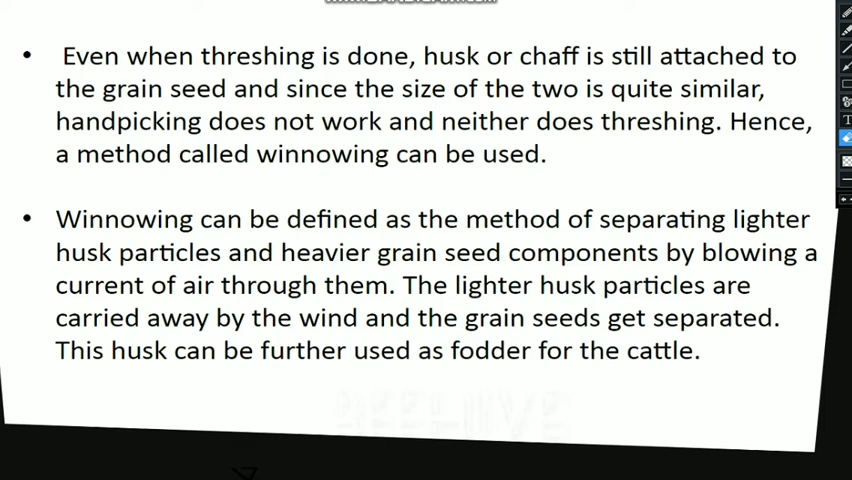 • Even when threshing is done, husk or chaff is still attached to
the grain seed and since the size of the two is quite similar,
handpicking does not work and neither does threshing. Hence,
a method called winnowing can be used.
• Winnowing can be defined as the method of separating lighter
husk particles and heavier grain seed components by blowing a
current of air through them. The lighter husk particles are
carried away by the wind and the grain seeds get separated.
This husk can be further used as fodder for the cattle.